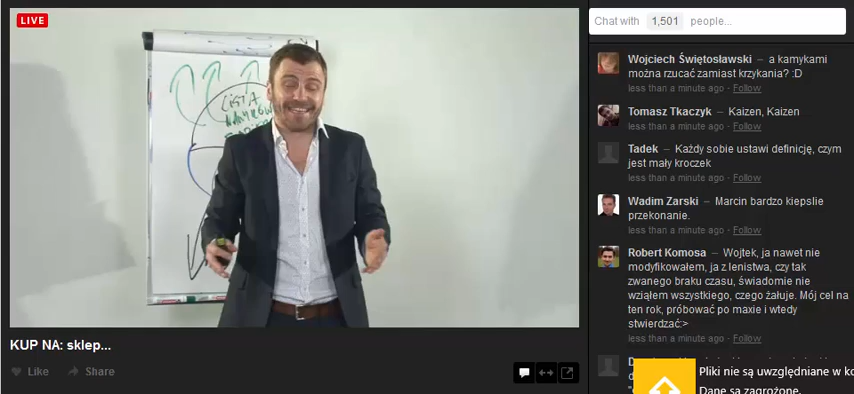 LIVE
LISTA
KUP NA: sklep...
Like
Share
Chat with 1,501 people...
Wojciech Świętosławski – a kamykami
można rzucać zamiast krzykania? :D
less than a minute ago · Follow
Tomasz Tkaczyk – Kaizen, Kaizen
less than a minute ago · Follow
Tadek – Każdy sobie ustawi definicję, czym
jest mały kroczek
less than a minute ago · Follow
Wadim Zarski – Marcin bardzo kiepslie
przekonanie.
less than a minute ago · Follow
Robert Komosa – Wojtek, ja nawet nie
modyfikowałem, ja z lenistwa, czy tak
zwanego braku czasu, świadomie nie
wziąłem wszystkiego, czego żałuje. Mój cel na
ten rok, próbować po maxie i wtedy
stwierdzać:>
less than a minute ago · Follow
Pliki nie są uwzględniane w ko
Dane są zagrożone.